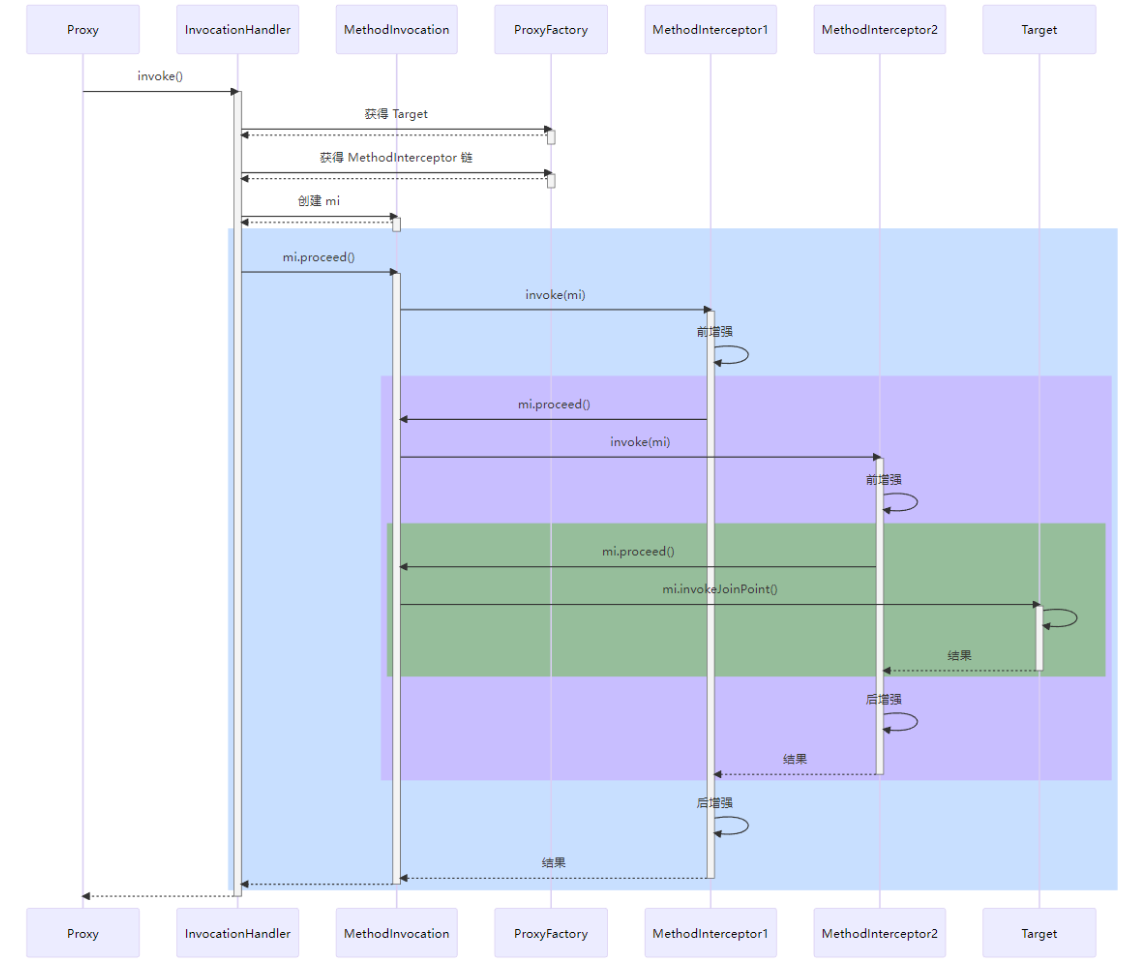 Proxy
InvocationHandler
MethodInvocation
ProxyFactory
MethodInterceptor1
MethodInterceptor2
Target
invoke()
获得 Target
获得 MethodInterceptor 链
创建 mi
mi.proceed()
invoke(mi)
前增强
mi.proceed()
invoke(mi)
前增强
mi.proceed()
mi.invokeJoinPoint()
结果
后增强
结果
后增强
结果
Proxy
InvocationHandler
MethodInvocation
ProxyFactory
MethodInterceptor1
MethodInterceptor2
Target